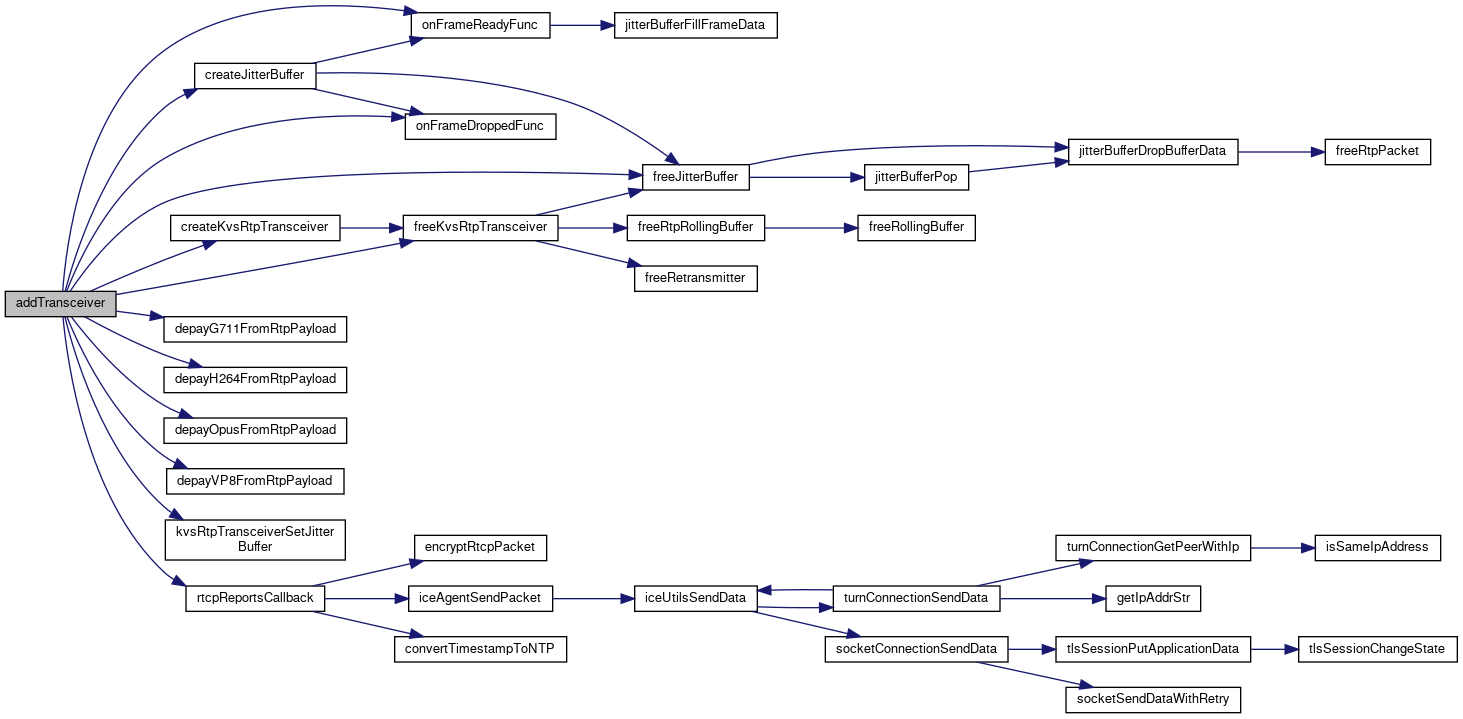 onFrameReadyFunc
jitterBufferFillFrameData
createJitterBuffer
onFrameDroppedFunc
jitterBufferDropBufferData
freeRtpPacket
freeJitterBuffer
jitterBufferPop
createKvsRtpTransceiver
freeKvsRtpTransceiver
freeRtpRollingBuffer
freeRollingBuffer
freeRetransmitter
addTransceiver
depayG711FromRtpPayload
depayH264FromRtpPayload
depayOpusFromRtpPayload
depayVP8FromRtpPayload
kvsRtpTransceiverSetJitter
Buffer
encryptRtcpPacket
turnConnectionGetPeerWithIp
isSameIpAddress
rtcpReportsCallback
iceAgentSendPacket
iceUtilsSendData
turnConnectionSendData
getIpAddrStr
convertTimestampToNTP
socketConnectionSendData
tlsSessionPutApplicationData
tlsSessionChangeState
socketSendDataWithRetry